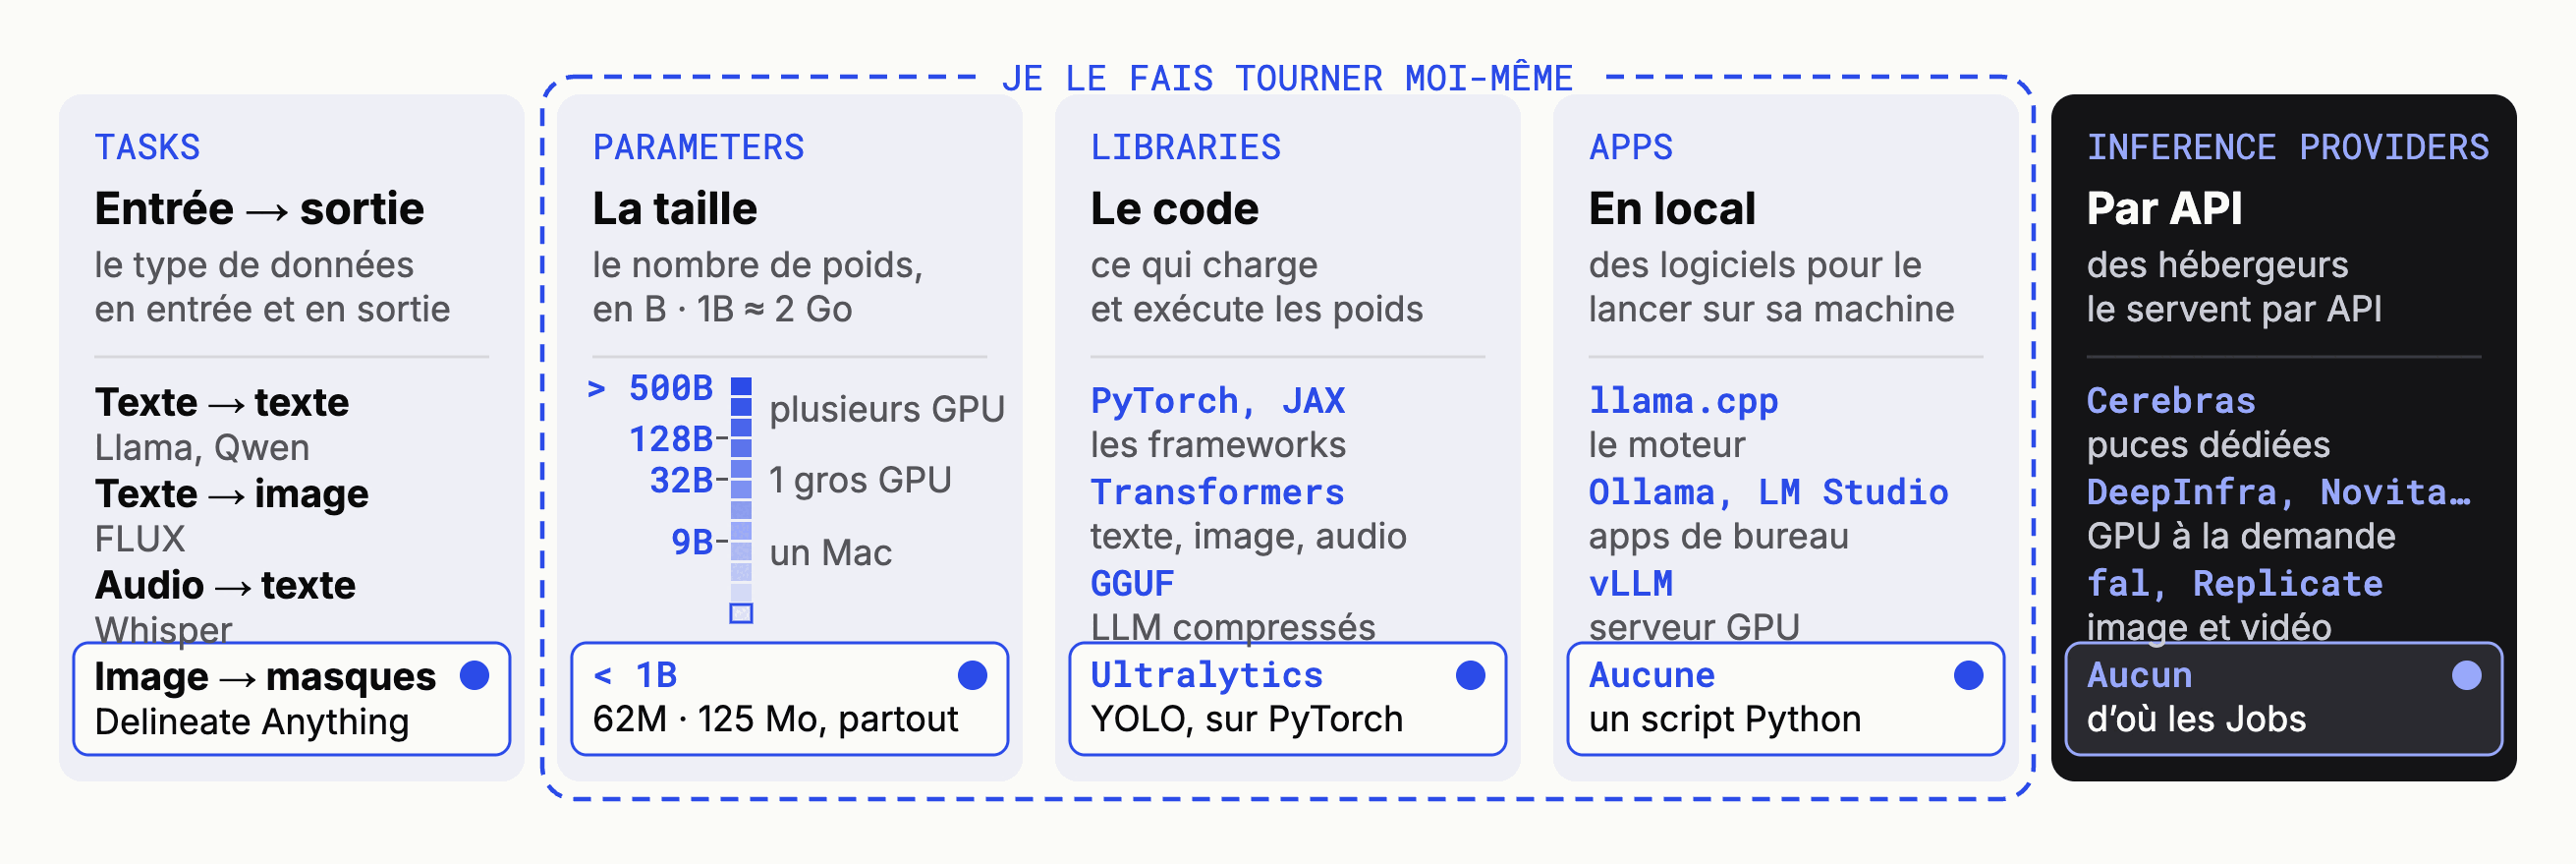 JE LE FAIS TOURNER MOI-MÊME
TASKS
Entrée → sortie
le type de données
en entrée et en sortie
Texte → texte
Llama, Qwen
Texte → image
FLUX
Audio → texte
Whisper
Image → masques
Delineate Anything
PARAMETERS
La taille
le nombre de poids,
en B · 1B ≈ 2 Go
> 500B
plusieurs GPU
128B
32B
1 gros GPU
9B
un Mac
< 1B
62M · 125 Mo, partout
LIBRARIES
Le code
ce qui charge
et exécute les poids
PyTorch, JAX
les frameworks
Transformers
texte, image, audio
GGUF
LLM compressés
Ultralytics
YOLO, sur PyTorch
APPS
En local
des logiciels pour le
lancer sur sa machine
llama.cpp
le moteur
Ollama, LM Studio
apps de bureau
vLLM
serveur GPU
Aucune
un script Python
INFERENCE PROVIDERS
Par API
des hébergeurs
le servent par API
Cerebras
puces dédiées
DeepInfra, Novita…
GPU à la demande
fal, Replicate
image et vidéo
Aucun
d’où les Jobs